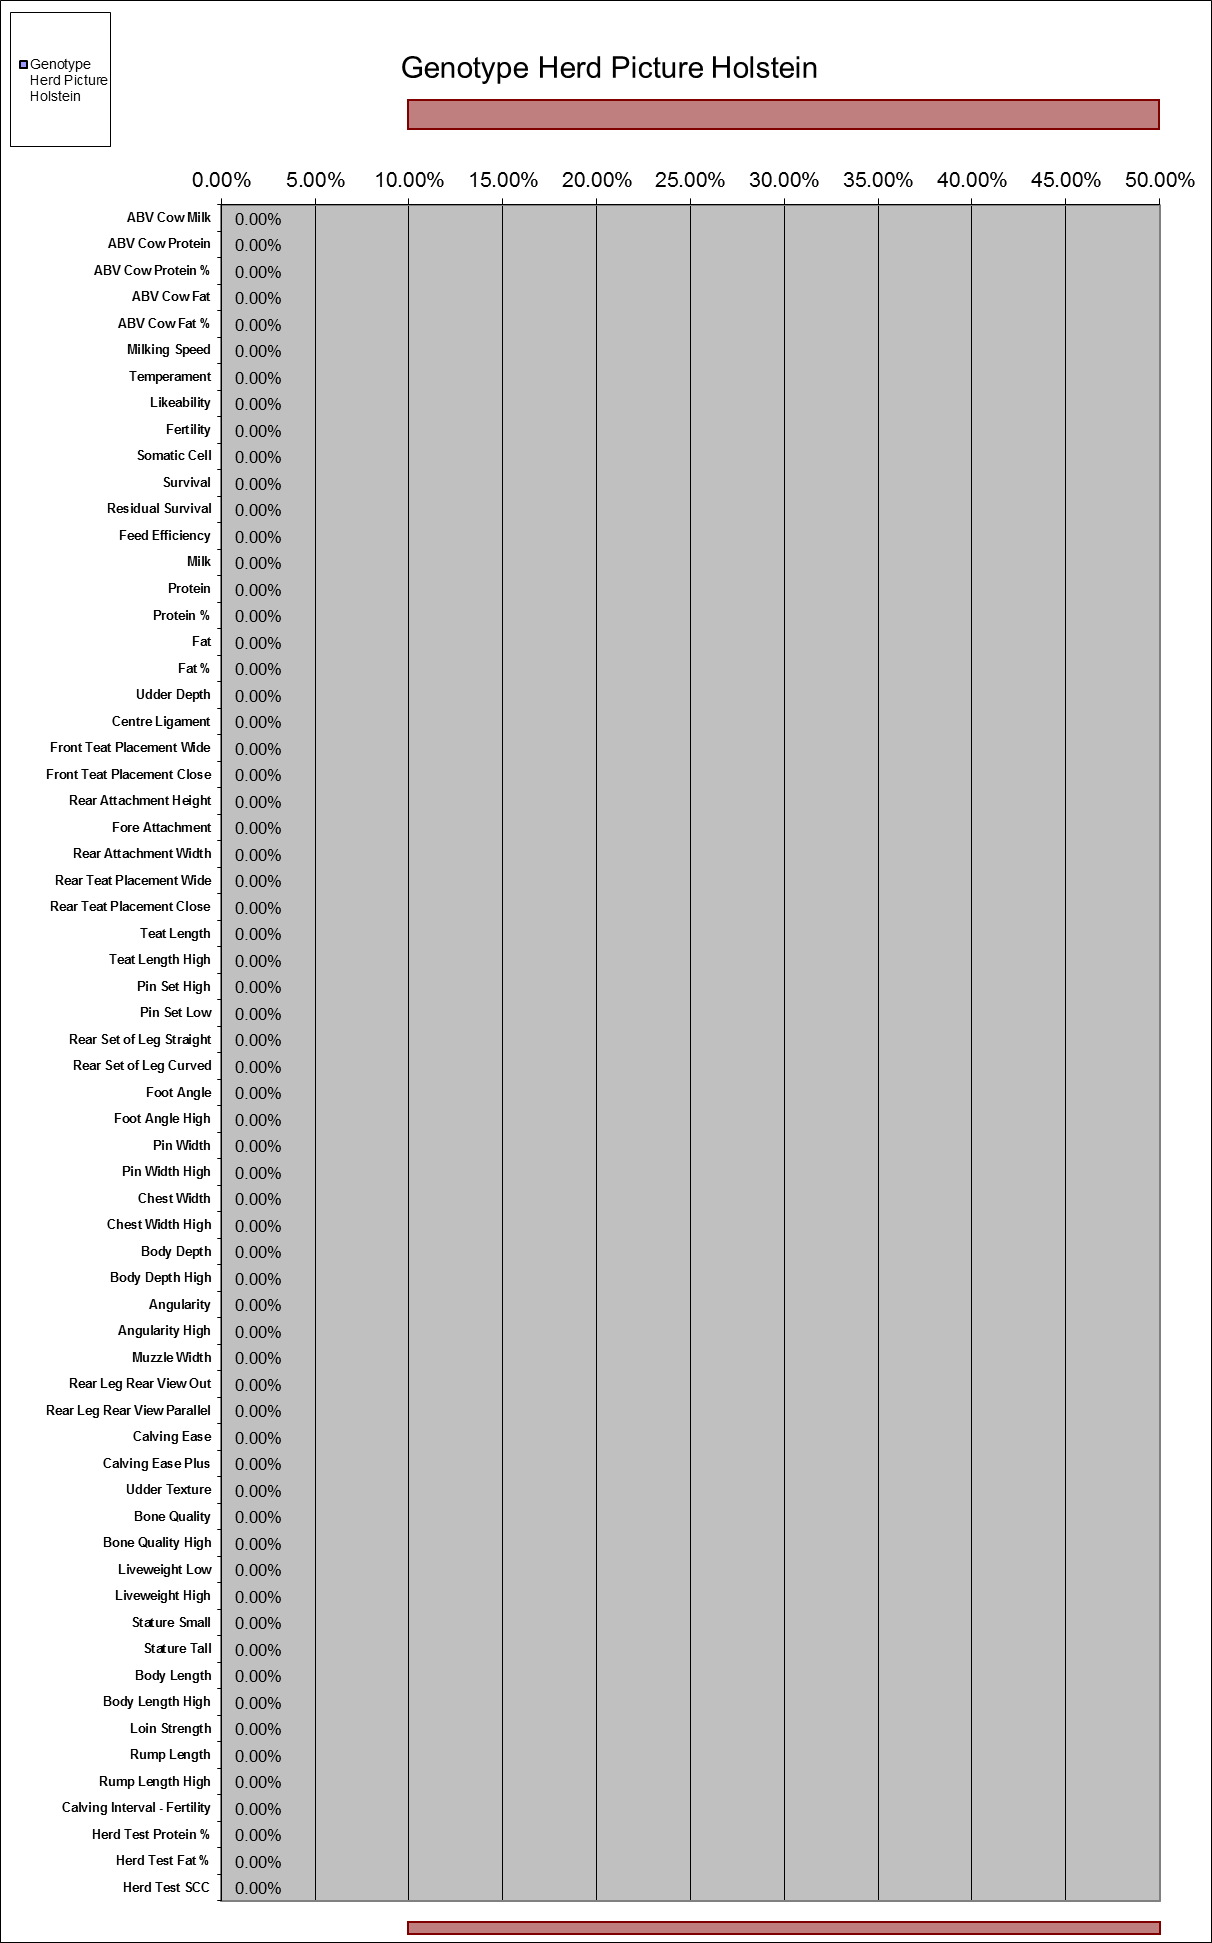 Genotype
Herd Picture
Holstein
Genotype Herd Picture Holstein
0.00% 5.00% 10.00% 15.00% 20.00% 25.00% 30.00% 35.00% 40.00% 45.00% 50.00%
ABV Cow Milk 0.00%
ABV Cow Protein 0.00%
ABV Cow Protein % 0.00%
ABV Cow Fat 0.00%
ABV Cow Fat % 0.00%
Milking Speed 0.00%
Temperament 0.00%
Likeability 0.00%
Fertility 0.00%
Somatic Cell 0.00%
Survival 0.00%
Residual Survival 0.00%
Feed Efficiency 0.00%
Milk 0.00%
Protein 0.00%
Protein % 0.00%
Fat 0.00%
Fat % 0.00%
Udder Depth 0.00%
Centre Ligament 0.00%
Front Teat Placement Wide 0.00%
Front Teat Placement Close 0.00%
Rear Attachment Height 0.00%
Fore Attachment 0.00%
Rear Attachment Width 0.00%
Rear Teat Placement Wide 0.00%
Rear Teat Placement Close 0.00%
Teat Length 0.00%
Teat Length High 0.00%
Pin Set High 0.00%
Pin Set Low 0.00%
Rear Set of Leg Straight 0.00%
Rear Set of Leg Curved 0.00%
Foot Angle 0.00%
Foot Angle High 0.00%
Pin Width 0.00%
Pin Width High 0.00%
Chest Width 0.00%
Chest Width High 0.00%
Body Depth 0.00%
Body Depth High 0.00%
Angularity 0.00%
Angularity High 0.00%
Muzzle Width 0.00%
Rear Leg Rear View Out 0.00%
Rear Leg Rear View Parallel 0.00%
Calving Ease 0.00%
Calving Ease Plus 0.00%
Udder Texture 0.00%
Bone Quality 0.00%
Bone Quality High 0.00%
Liveweight Low 0.00%
Liveweight High 0.00%
Stature Small 0.00%
Stature Tall 0.00%
Body Length 0.00%
Body Length High 0.00%
Loin Strength 0.00%
Rump Length 0.00%
Rump Length High 0.00%
Calving Interval - Fertility 0.00%
Herd Test Protein % 0.00%
Herd Test Fat % 0.00%
Herd Test SCC 0.00%